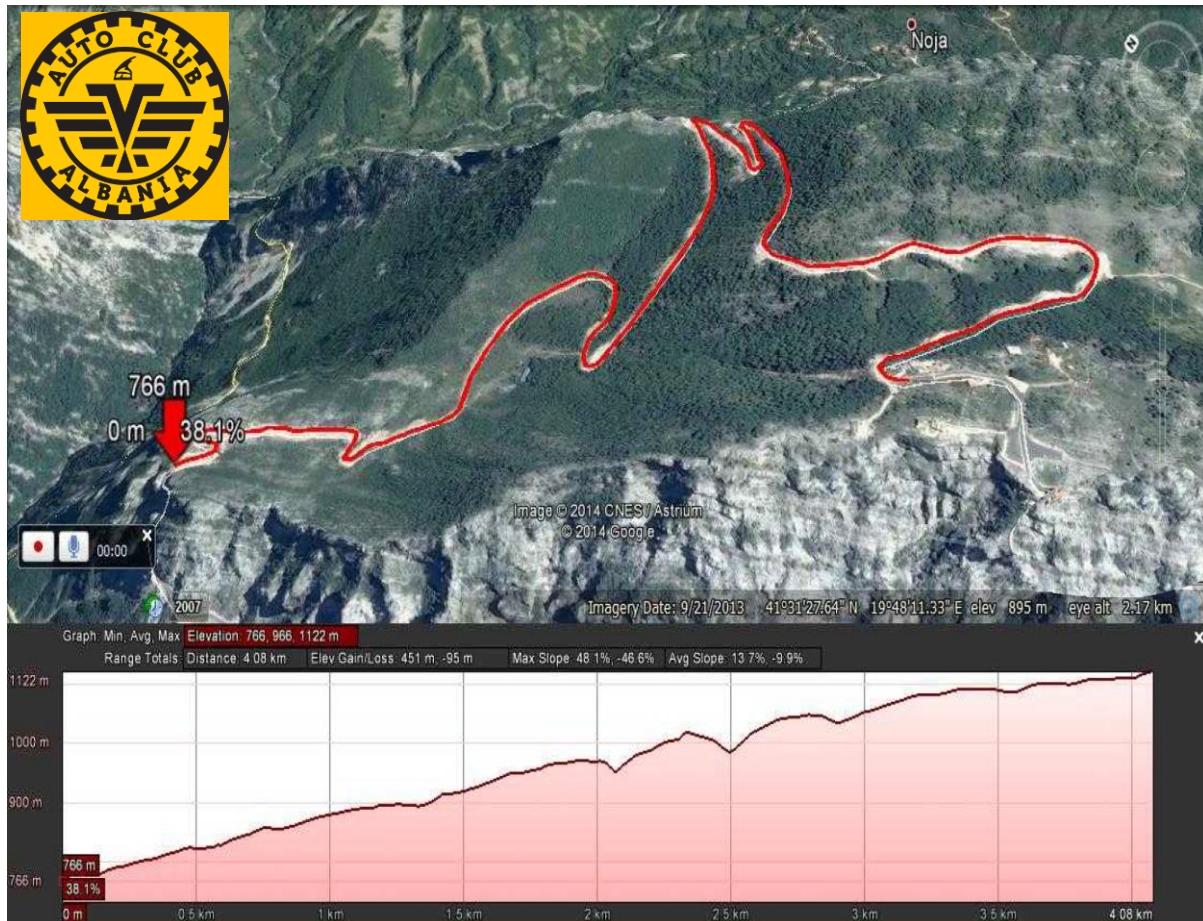 AUTO CLUB
ALBANIA
Noja
N
766 m
0 m 38.1%
Image © 2014 CNES / Astrium
© 2014 Google
00:00
2007
Imagery Date: 9/21/2013 41°31'27.64" N 19°48'11.33" E elev 895 m eye alt 2.17 km
Graph: Min, Avg, Max Elevation: 766, 966, 1122 m
Range Totals: Distance: 4.08 km Elev Gain/Loss: 451 m, -95 m Max Slope: 48.1%, -46.6% Avg Slope: 13.7%, -9.9%
1122 m
1000 m
900 m
766 m
766 m
38.1%
0 m 0.5 km 1 km 1.5 km 2 km 2.5 km 3 km 3.5 km 4.08 km